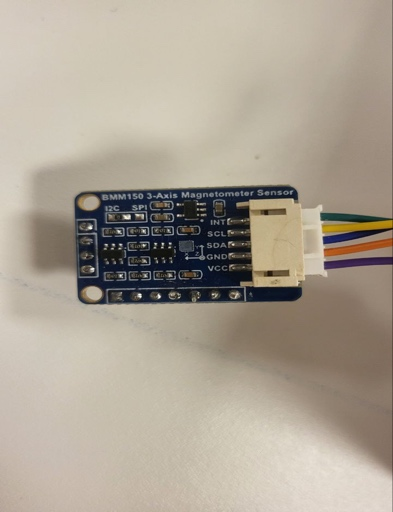 BMM150 3-Axis Magnetometer Sensor
I2C SPI
INT
SCL
SDA
GND
VCC